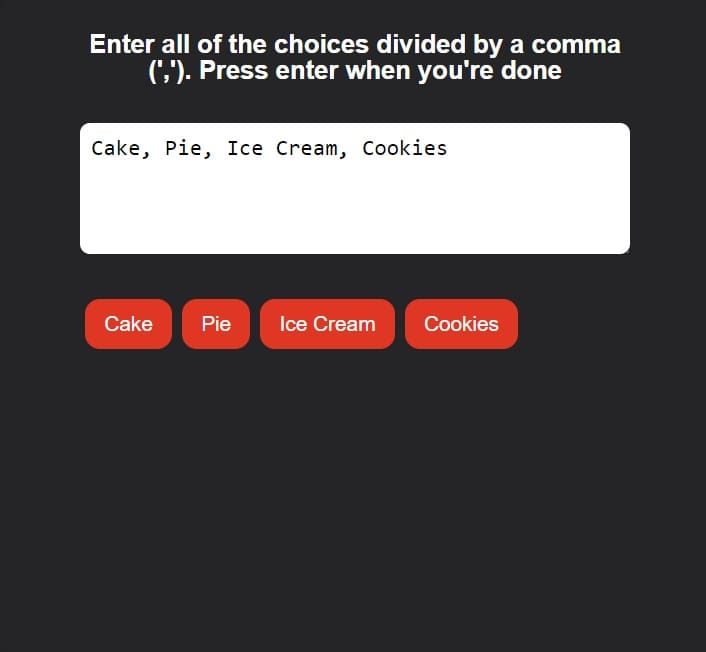 Enter all of the choices divided by a comma
(','). Press enter when you're done
Cake, Pie, Ice Cream, Cookies
Cake Pie Ice Cream Cookies